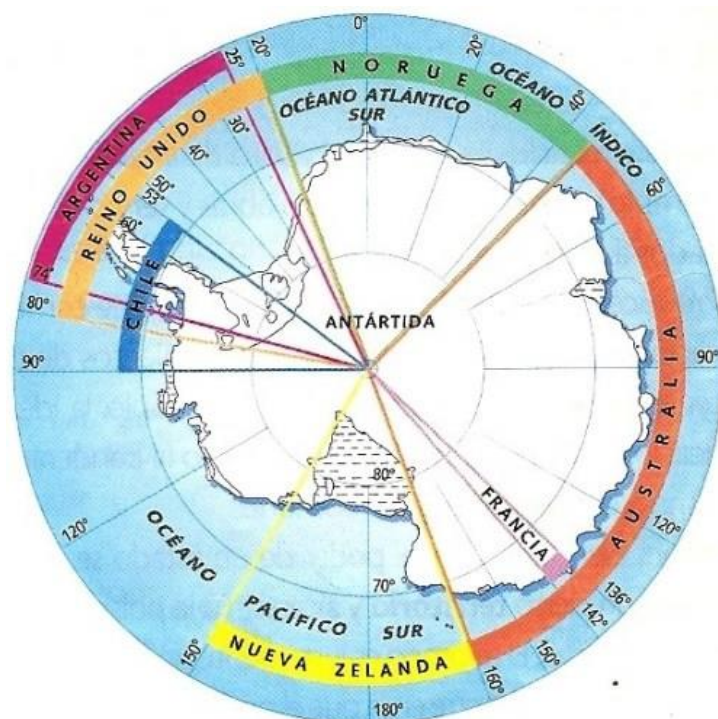 0°
20°
20°
25°
30°
40°
40°
50°
53°
60°
60°
74°
80°
90°
90°
NORUEGA
OCÉANO
ÍNDICO
OCÉANO ATLÁNTICO
SUR
ARGENTINA
REINO UNIDO
CHILE
ANTÁRTIDA
AUSTRALIA
FRANCIA
80°
70°
OCÉANO
PACÍFICO SUR
NUEVA ZELANDA
120°
150°
180°
160°
150°
142°
136°
120°